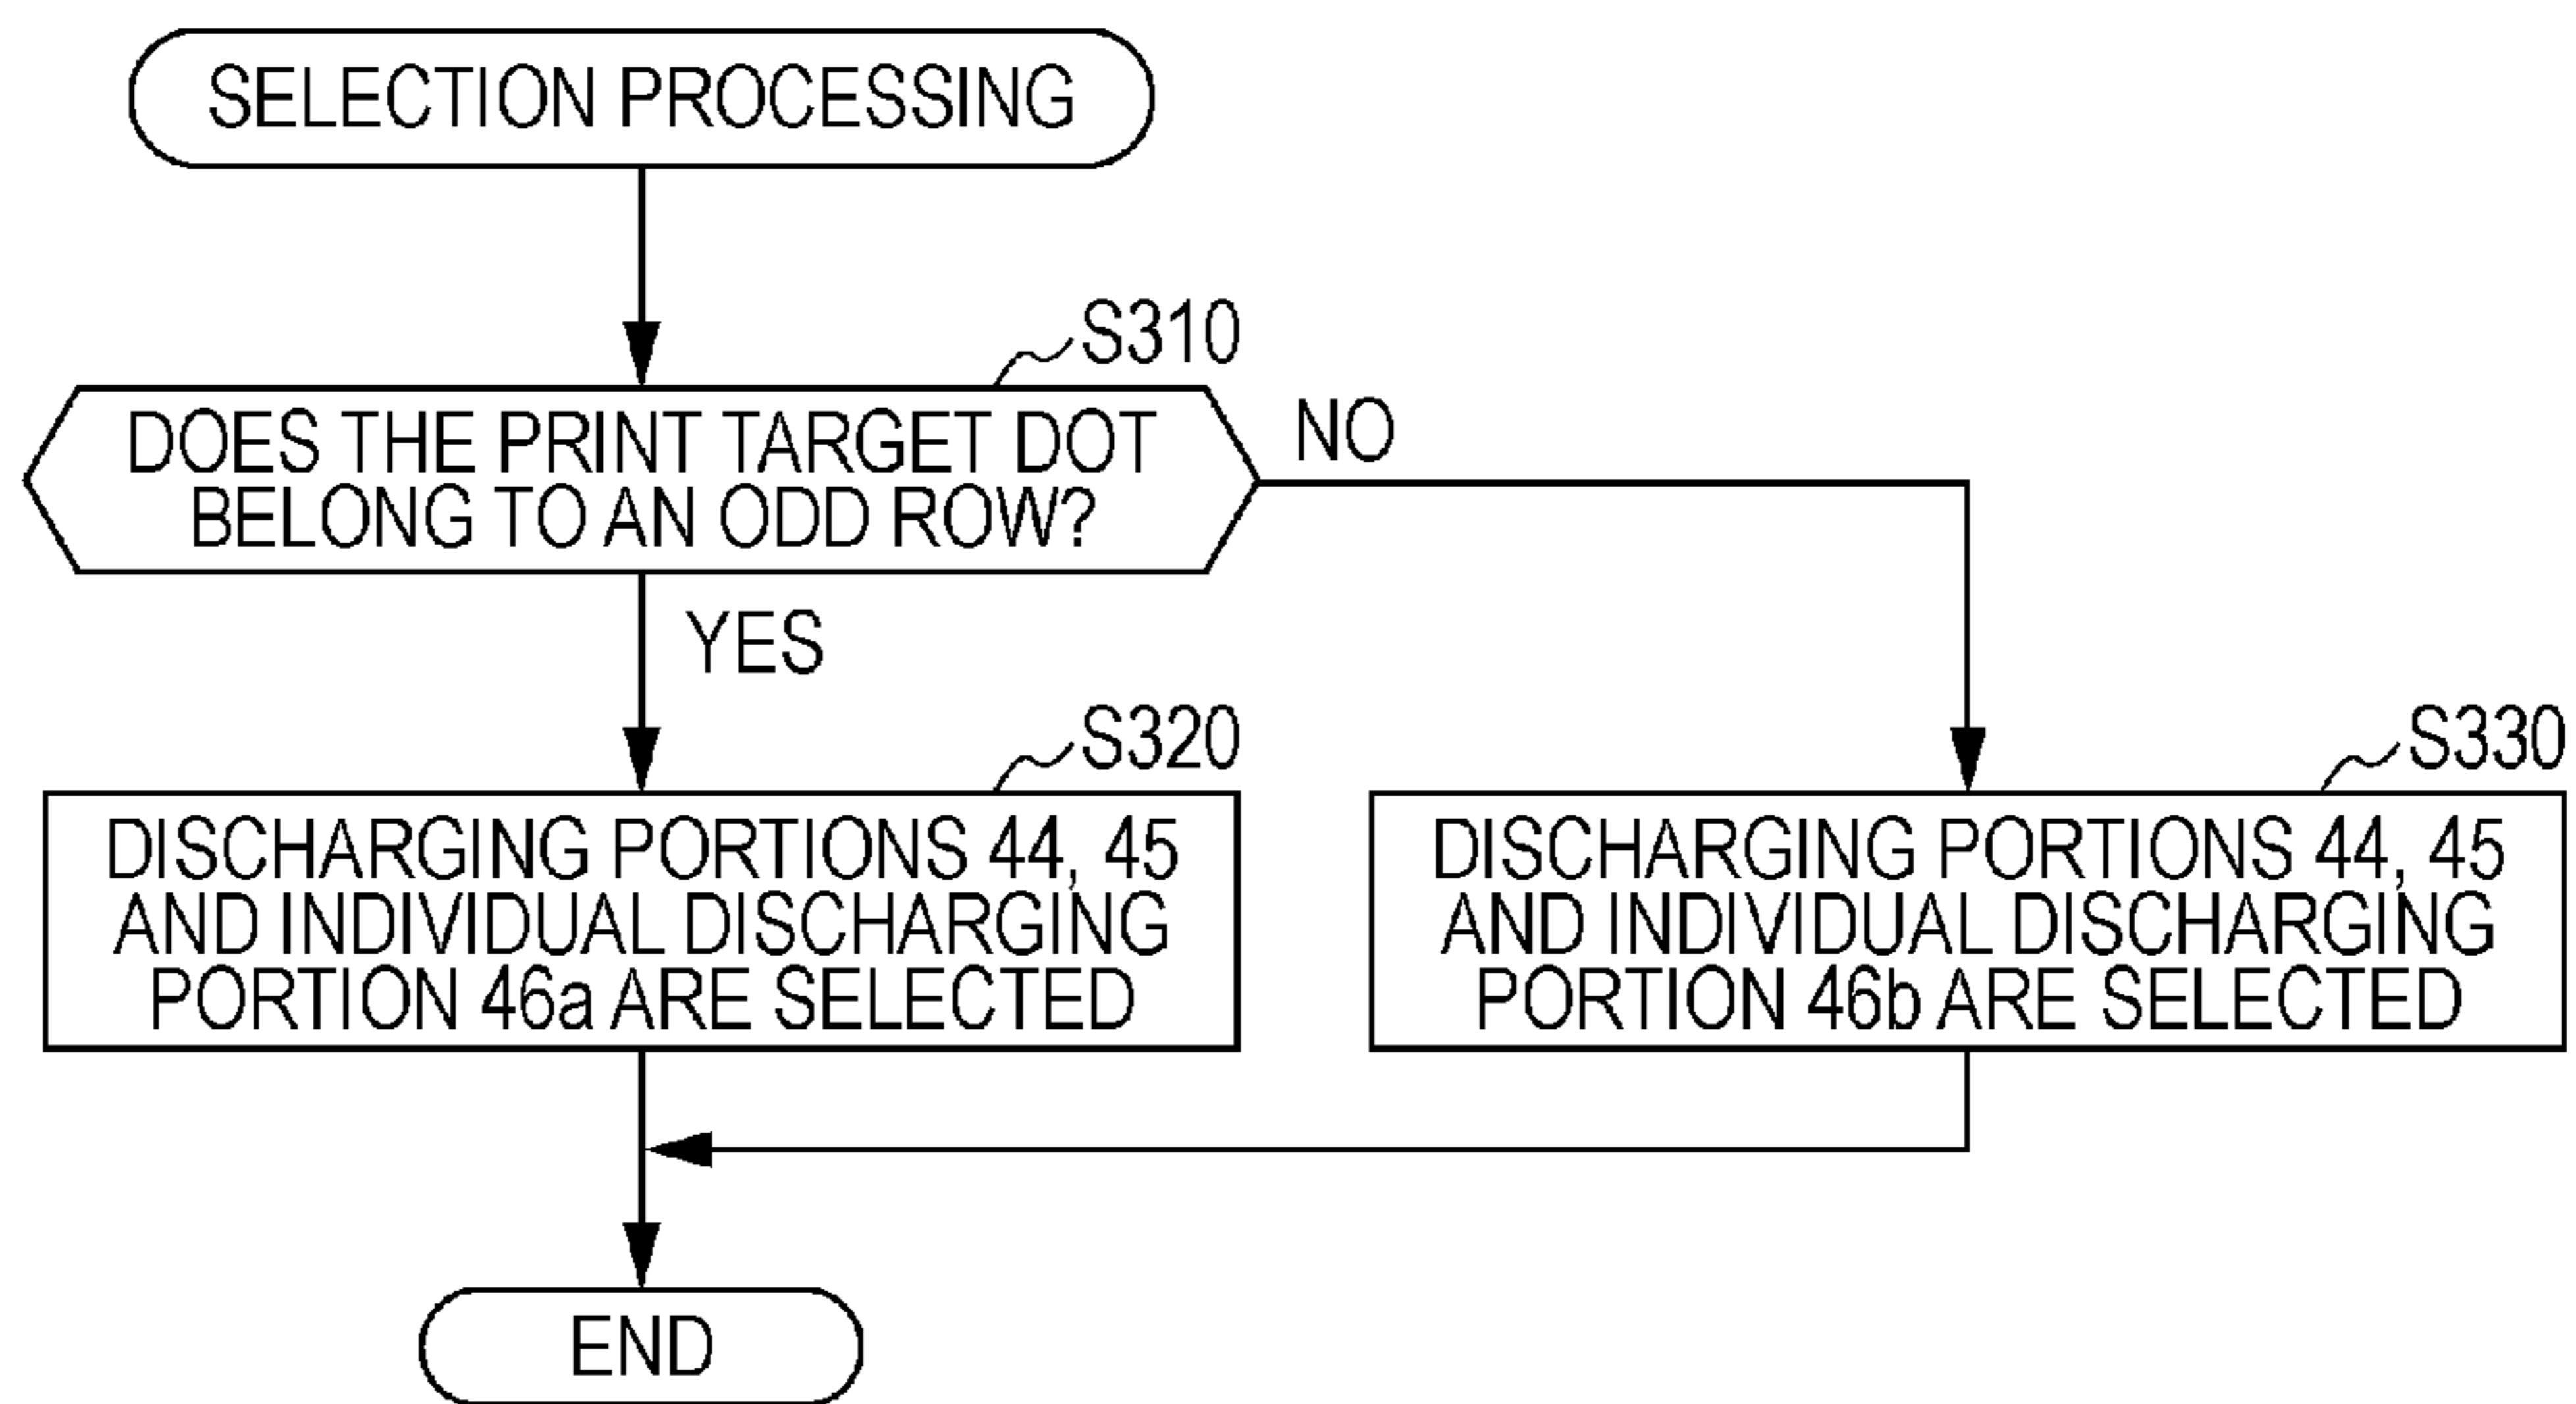 SELECTION PROCESSING
S310
DOES THE PRINT TARGET DOT
BELONG TO AN ODD ROW?
NO
YES
S320
DISCHARGING PORTIONS 44, 45
AND INDIVIDUAL DISCHARGING
PORTION 46a ARE SELECTED
S330
DISCHARGING PORTIONS 44, 45
AND INDIVIDUAL DISCHARGING
PORTION 46b ARE SELECTED
END